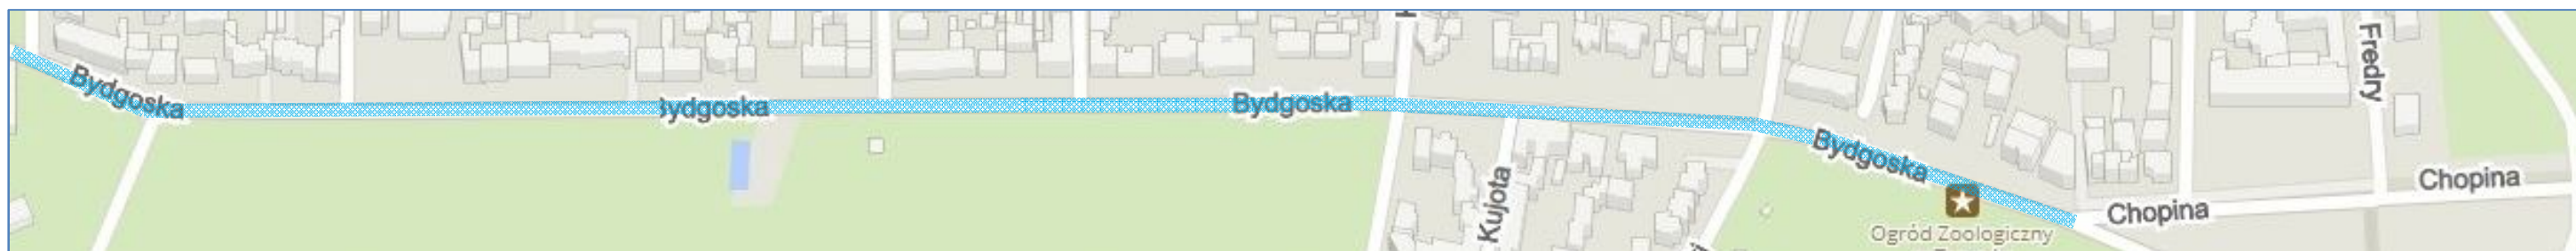 Bydgoska
Bydgoska
Bydgoska
Bydgoska
Kujota
Fredry
Chopina
Chopina
Ogród Zoologiczny